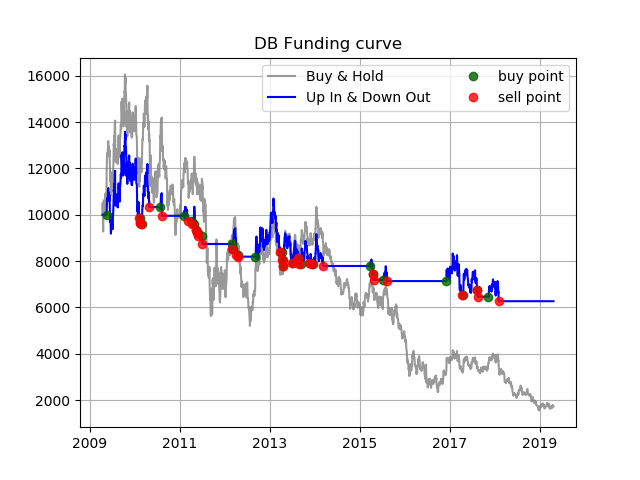 DB Funding curve
16000
14000
12000
10000
8000
6000
4000
2000
Buy & Hold
Up In & Down Out
buy point
sell point
2009 2011 2013 2015 2017 2019